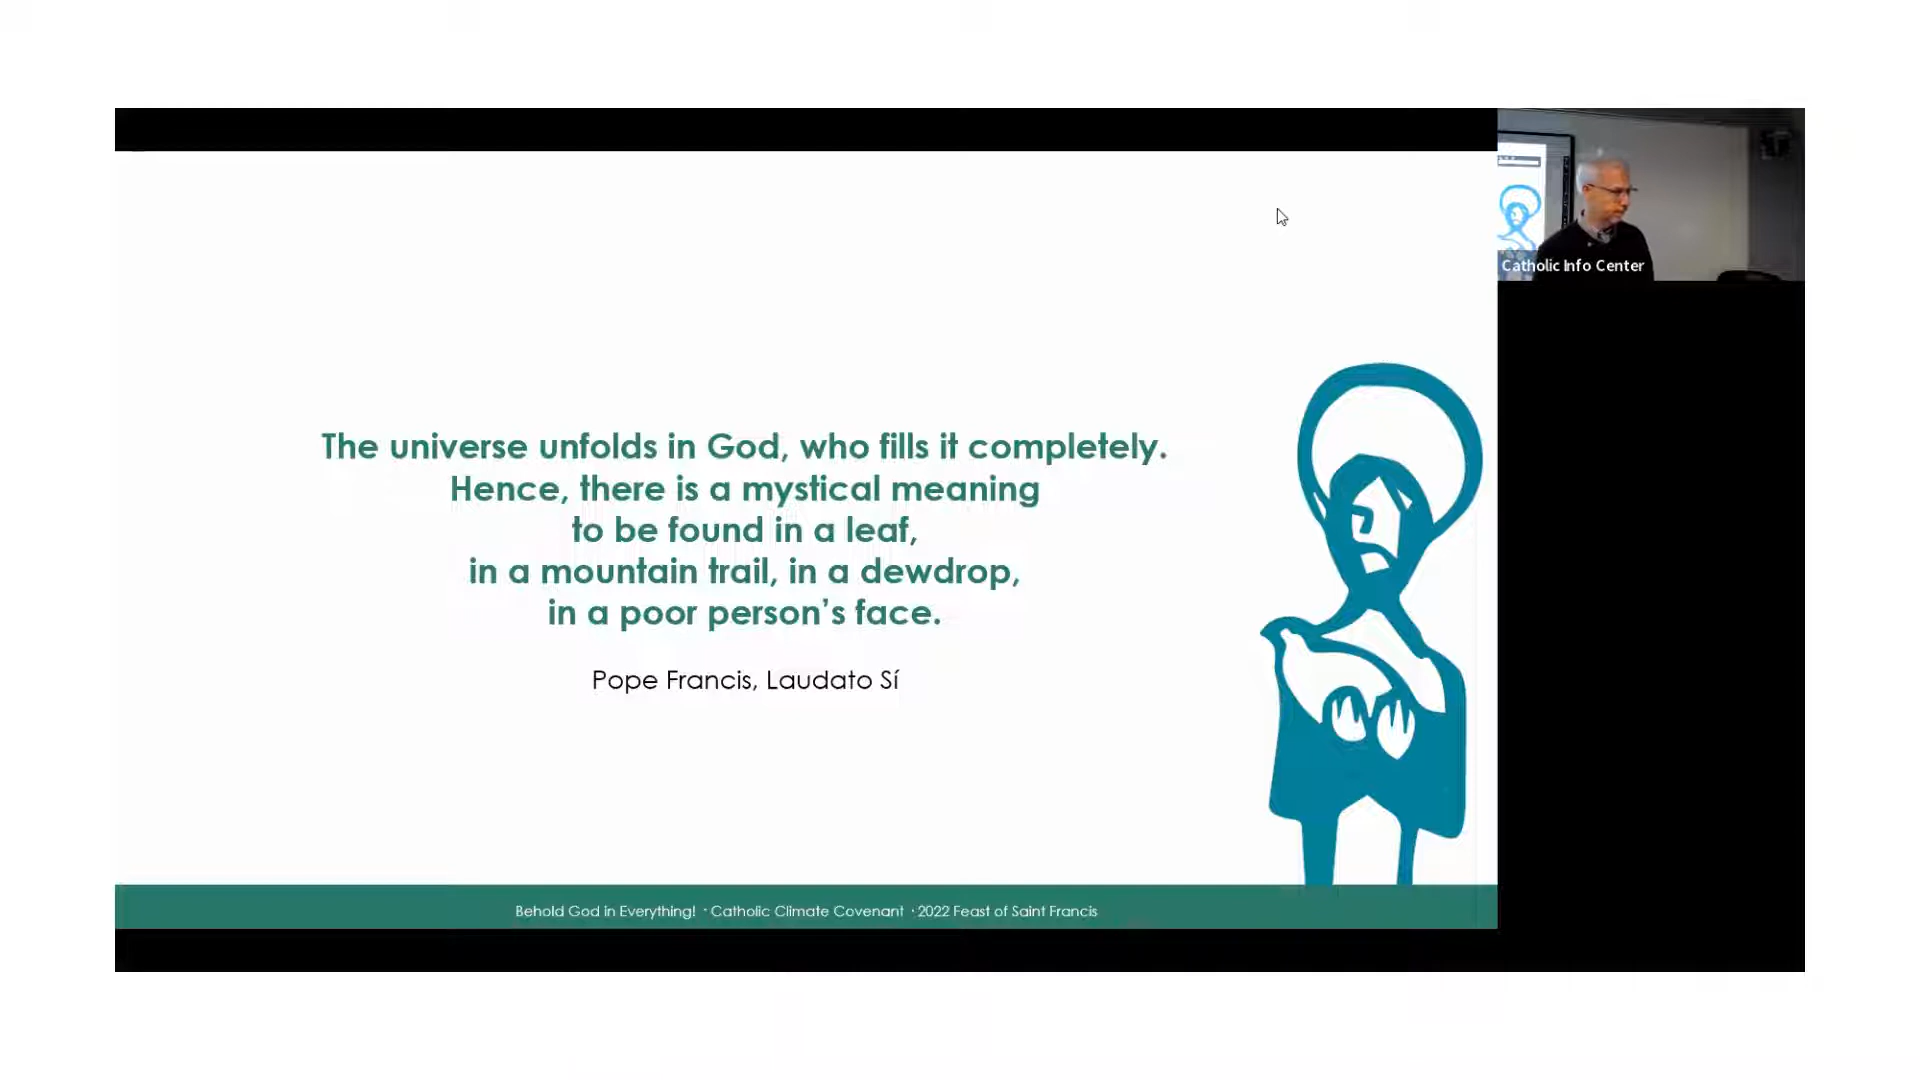 The universe unfolds in God, who fills it completely.
Hence, there is a mystical meaning
to be found in a leaf,
in a mountain trail, in a dewdrop,
in a poor person’s face.
Pope Francis, Laudato Sí
Behold God in Everything! · Catholic Climate Covenant · 2022 Feast of Saint Francis
Catholic Info Center